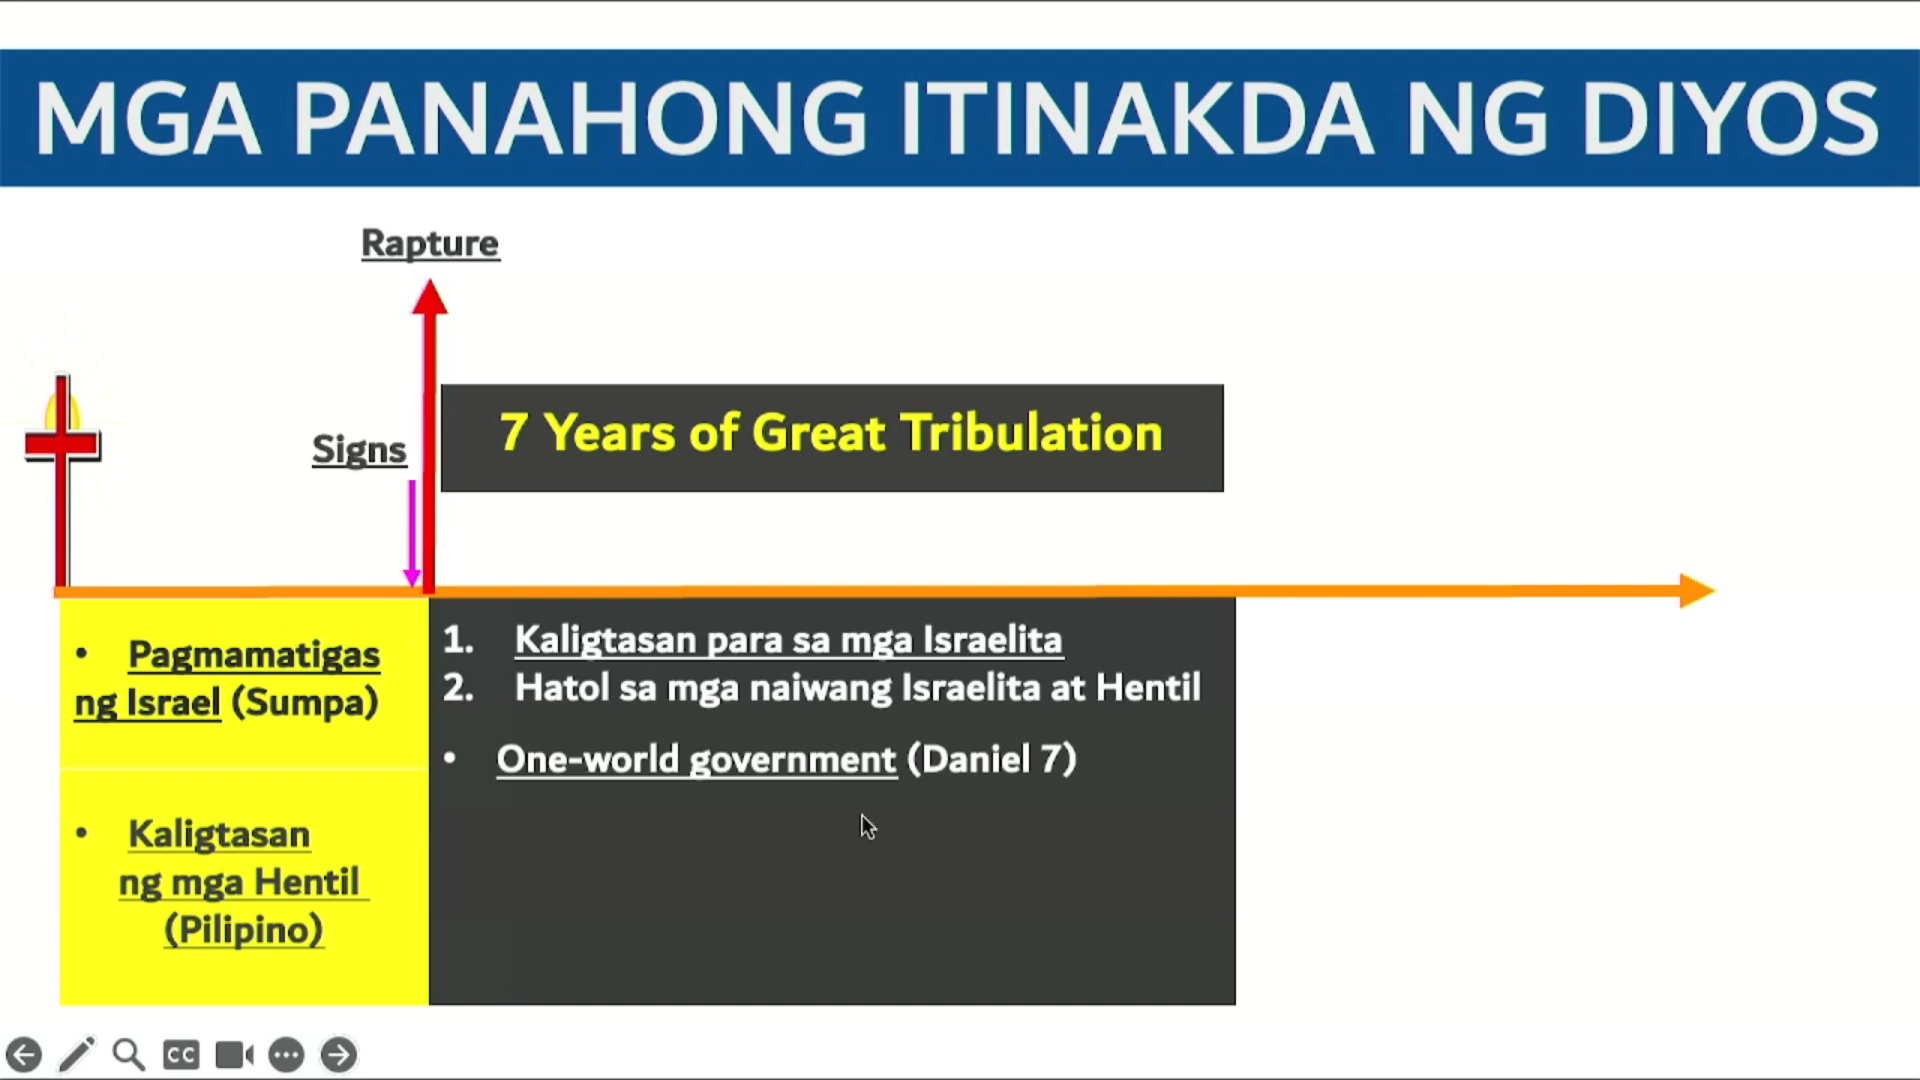 MGA PANAHONG ITINAKDA NG DIYOS
Rapture
Signs
7 Years of Great Tribulation
• Pagmamatigas
ng Israel (Sumpa)
• Kaligtasan
ng mga Hentil
(Pilipino)
1. Kaligtasan para sa mga Israelita
2. Hatol sa mga naiwang Israelita at Hentil
• One-world government (Daniel 7)
CC